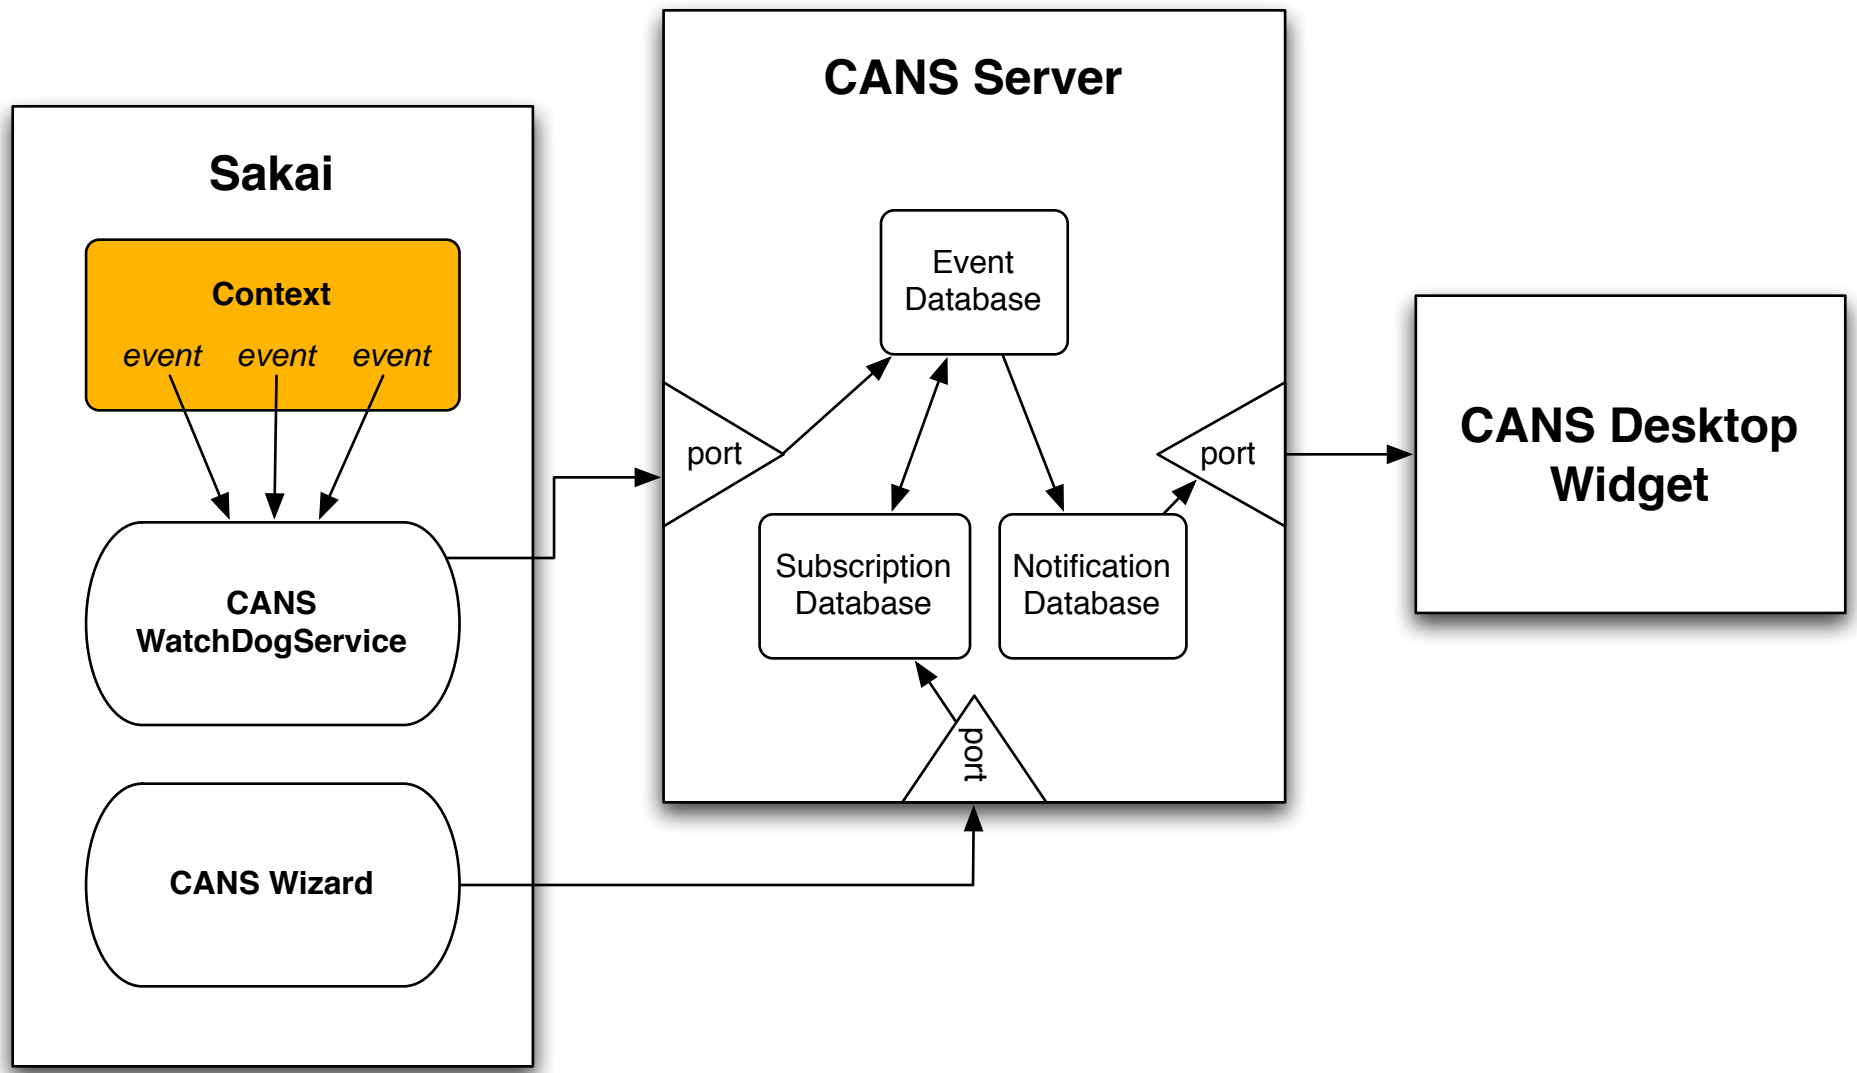 Sakai
Context
event event event
CANS
WatchDogService
CANS Wizard
CANS Server
Event
Database
port
port
Subscription
Database
Notification
Database
port
CANS Desktop
Widget